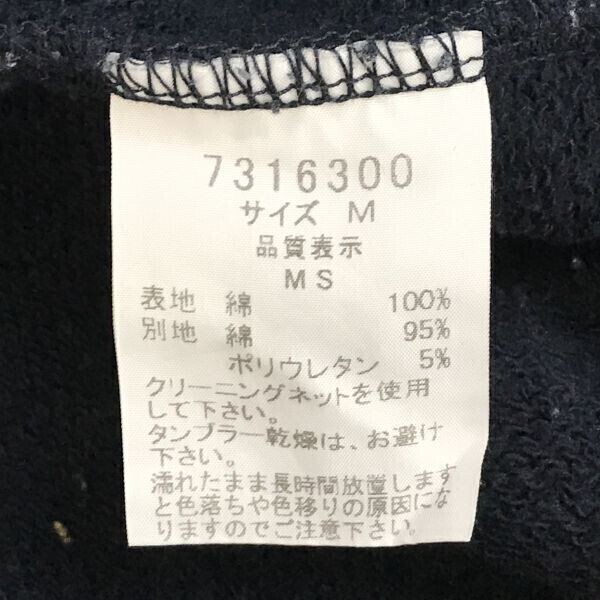 7316300
サイズ M
品質表示
MS
表地 綿 100%
別地 綿 95%
ポリウレタン 5%
クリーニングネットを使用
して下さい。
タンブラー乾燥は、お避け
下さい。
濡れたまま長時間放置します
と色落ちや色移りの原因にな
りますのでご注意下さい。